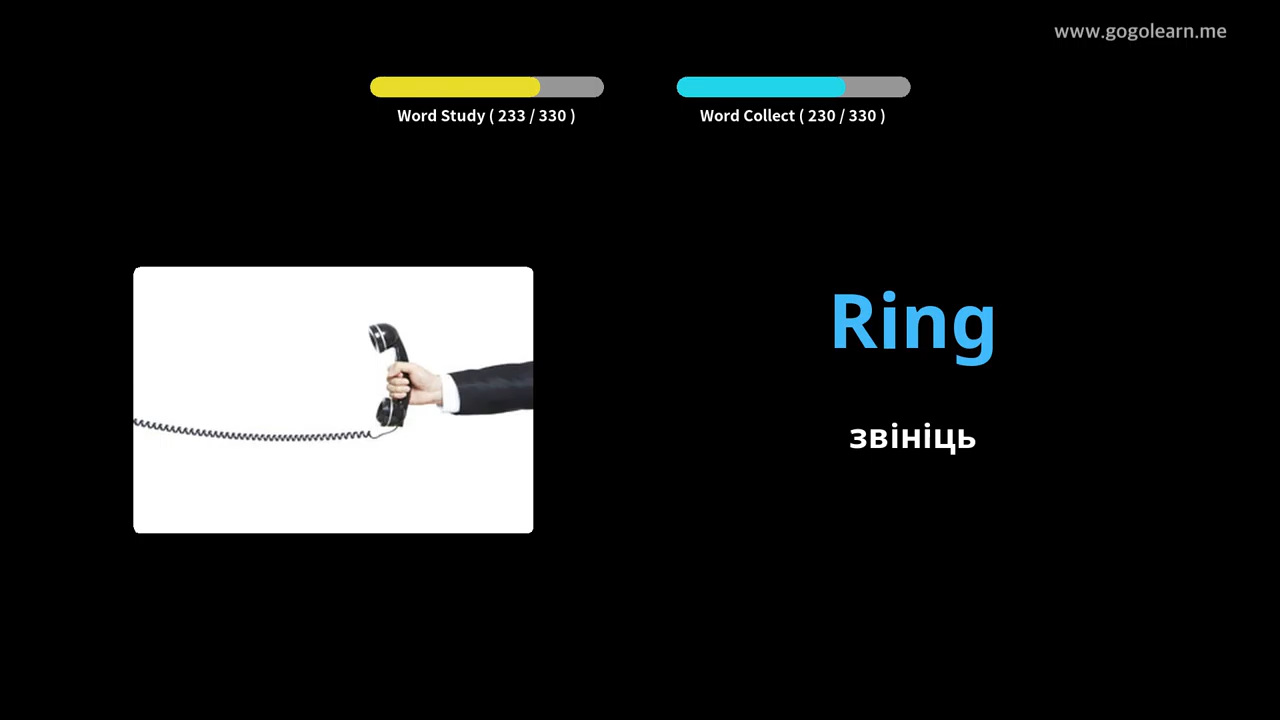 www.gogolearn.me
Word Study ( 233 / 330 )
Word Collect ( 230 / 330 )
Ring
звініць